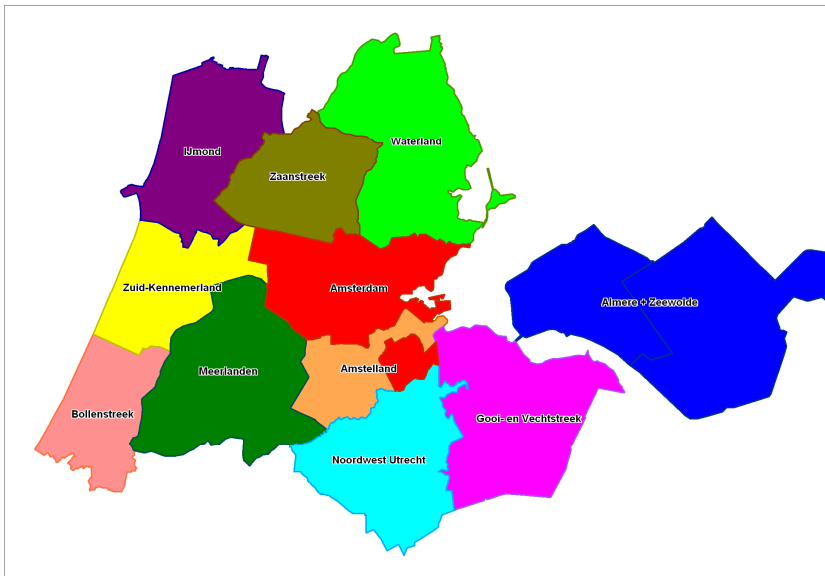 IJmond
Waterland
Zaanstreek
Zuid-Kennemerland
Amsterdam
Almere + Zeewolde
Meerlanden
Amstelland
Bollenstreek
Gooi- en Vechtstreek
Noordwest Utrecht